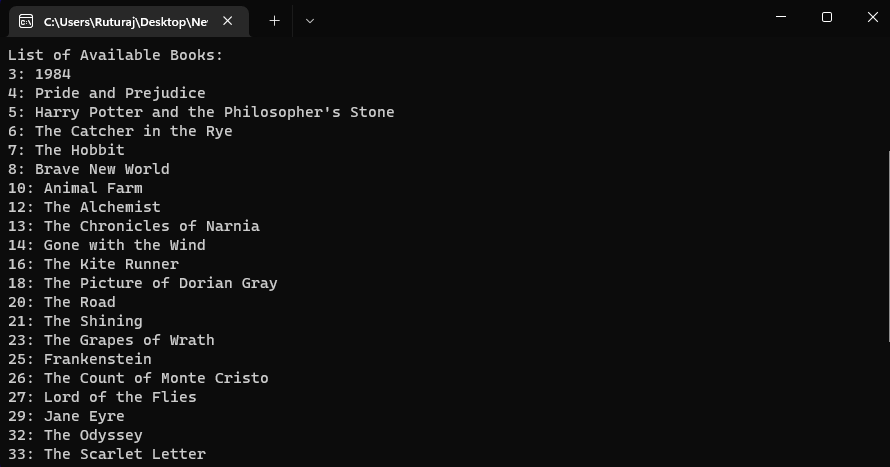 C:\Users\Ruturaj\Desktop\Ne
List of Available Books:
3: 1984
4: Pride and Prejudice
5: Harry Potter and the Philosopher's Stone
6: The Catcher in the Rye
7: The Hobbit
8: Brave New World
10: Animal Farm
12: The Alchemist
13: The Chronicles of Narnia
14: Gone with the Wind
16: The Kite Runner
18: The Picture of Dorian Gray
20: The Road
21: The Shining
23: The Grapes of Wrath
25: Frankenstein
26: The Count of Monte Cristo
27: Lord of the Flies
29: Jane Eyre
32: The Odyssey
33: The Scarlet Letter